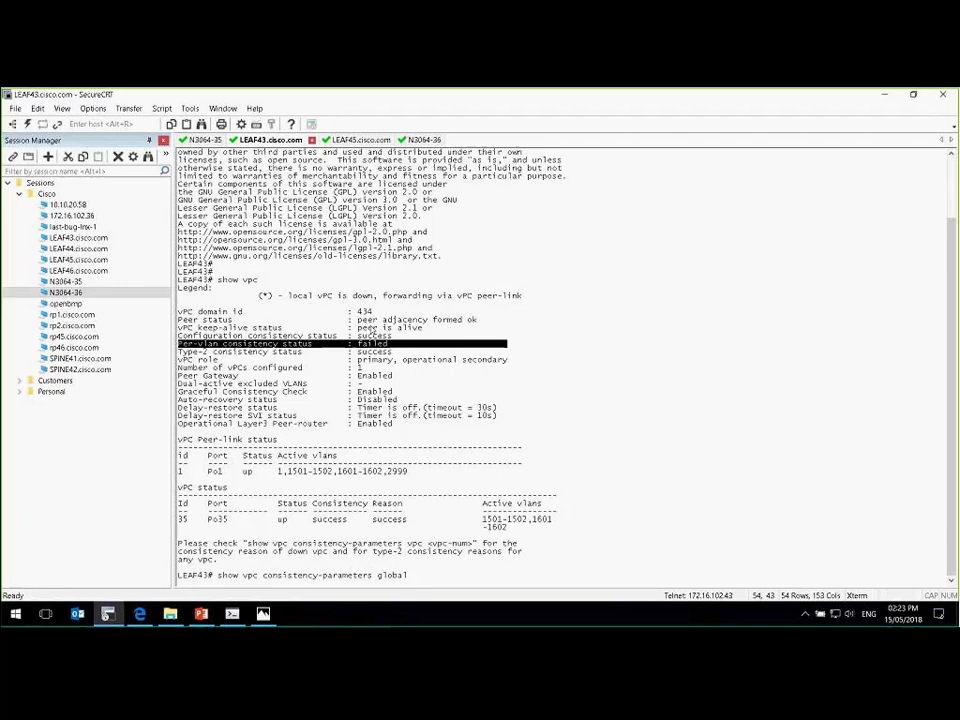 LEAF43.cisco.com - SecureCRT
File Edit View Options Transfer Script Tools Window Help
Enter host <Alt+R>
Session Manager
N3064-35 LEAF43.cisco.com LEAF45.cisco.com N3064-36
Filter by session name <Alt+I>
Sessions
Cisco
10.10.20.58
172.16.102.36
last-bug-lnx-1
LEAF43.cisco.com
LEAF44.cisco.com
LEAF45.cisco.com
LEAF46.cisco.com
N3064-35
N3064-36
openbmp
rp1.cisco.com
rp2.cisco.com
rp45.cisco.com
rp46.cisco.com
SPINE41.cisco.com
SPINE42.cisco.com
Customers
Personal
owned by other third parties and used and distributed under their own
licenses, such as open source. This software is provided "as is," and unless
otherwise stated, there is no warranty, express or implied, including but not
limited to warranties of merchantability and fitness for a particular purpose.
Certain components of this software are licensed under
the GNU General Public License (GPL) version 2.0 or
GNU General Public License (GPL) version 3.0 or the GNU
Lesser General Public License (LGPL) Version 2.1 or
Lesser General Public License (LGPL) Version 2.0.
A copy of each such license is available at
http://www.opensource.org/licenses/gpl-2.0.php and
http://opensource.org/licenses/gpl-3.0.html and
http://www.opensource.org/licenses/lgpl-2.1.php and
http://www.gnu.org/licenses/old-licenses/library.txt.
LEAF43#
LEAF43#
LEAF43# show vpc
Legend:
(*) - local vPC is down, forwarding via vPC peer-link
vPC domain id : 434
Peer status : peer adjacency formed ok
vPC keep-alive status : peer is alive
Configuration consistency status : success
Per-vlan consistency status : failed
Type-2 consistency status : success
vPC role : primary, operational secondary
Number of vPCs configured : 1
Peer Gateway : Enabled
Dual-active excluded VLANs : -
Graceful Consistency Check : Enabled
Auto-recovery status : Disabled
Delay-restore status : Timer is off.(timeout = 30s)
Delay-restore SVI status : Timer is off.(timeout = 10s)
Operational Layer3 Peer-router : Enabled
vPC Peer-link status
---------------------------------------------------------------------
id Port Status Active vlans
-- ---- ------ -------------------------------------------------
1 Po1 up 1,1501-1502,1601-1602,2999
vPC status
----------------------------------------------------------------------------
Id Port Status Consistency Reason Active vlans
-- ------------ ------ ----------- ------ ---------------
35 Po35 up success success 1501-1502,1601
-1602
Please check "show vpc consistency-parameters vpc <vpc-num>" for the
consistency reason of down vpc and for type-2 consistency reasons for
any vpc.
LEAF43# show vpc consistency-parameters global
Ready Telnet: 172.16.102.43 54, 43 54 Rows, 153 Cols Xterm CAP NUM
ENG
02:23 PM
15/05/2018